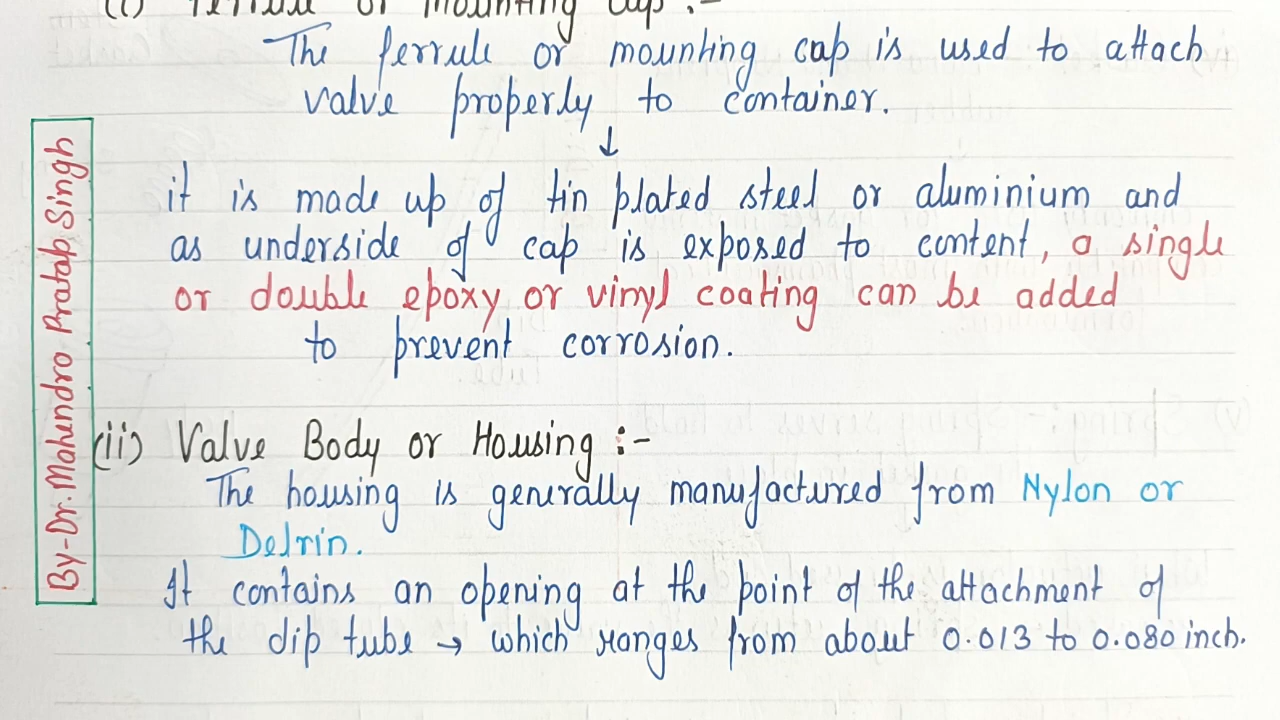 (i) Ferrule or Mounting Cap :-
The ferrule or mounting cap is used to attach
valve properly to container.
↓
it is made up of tin plated steel or aluminium and
as underside of cap is exposed to content, a single
or double epoxy or vinyl coating can be added
to prevent corrosion.
(ii) Valve Body or Housing :-
The housing is generally manufactured from Nylon or
Delrin.
It contains an opening at the point of the attachment of
the dip tube → which ranges from about 0.013 to 0.080 inch.
By-Dr. Mahendra Pratap Singh